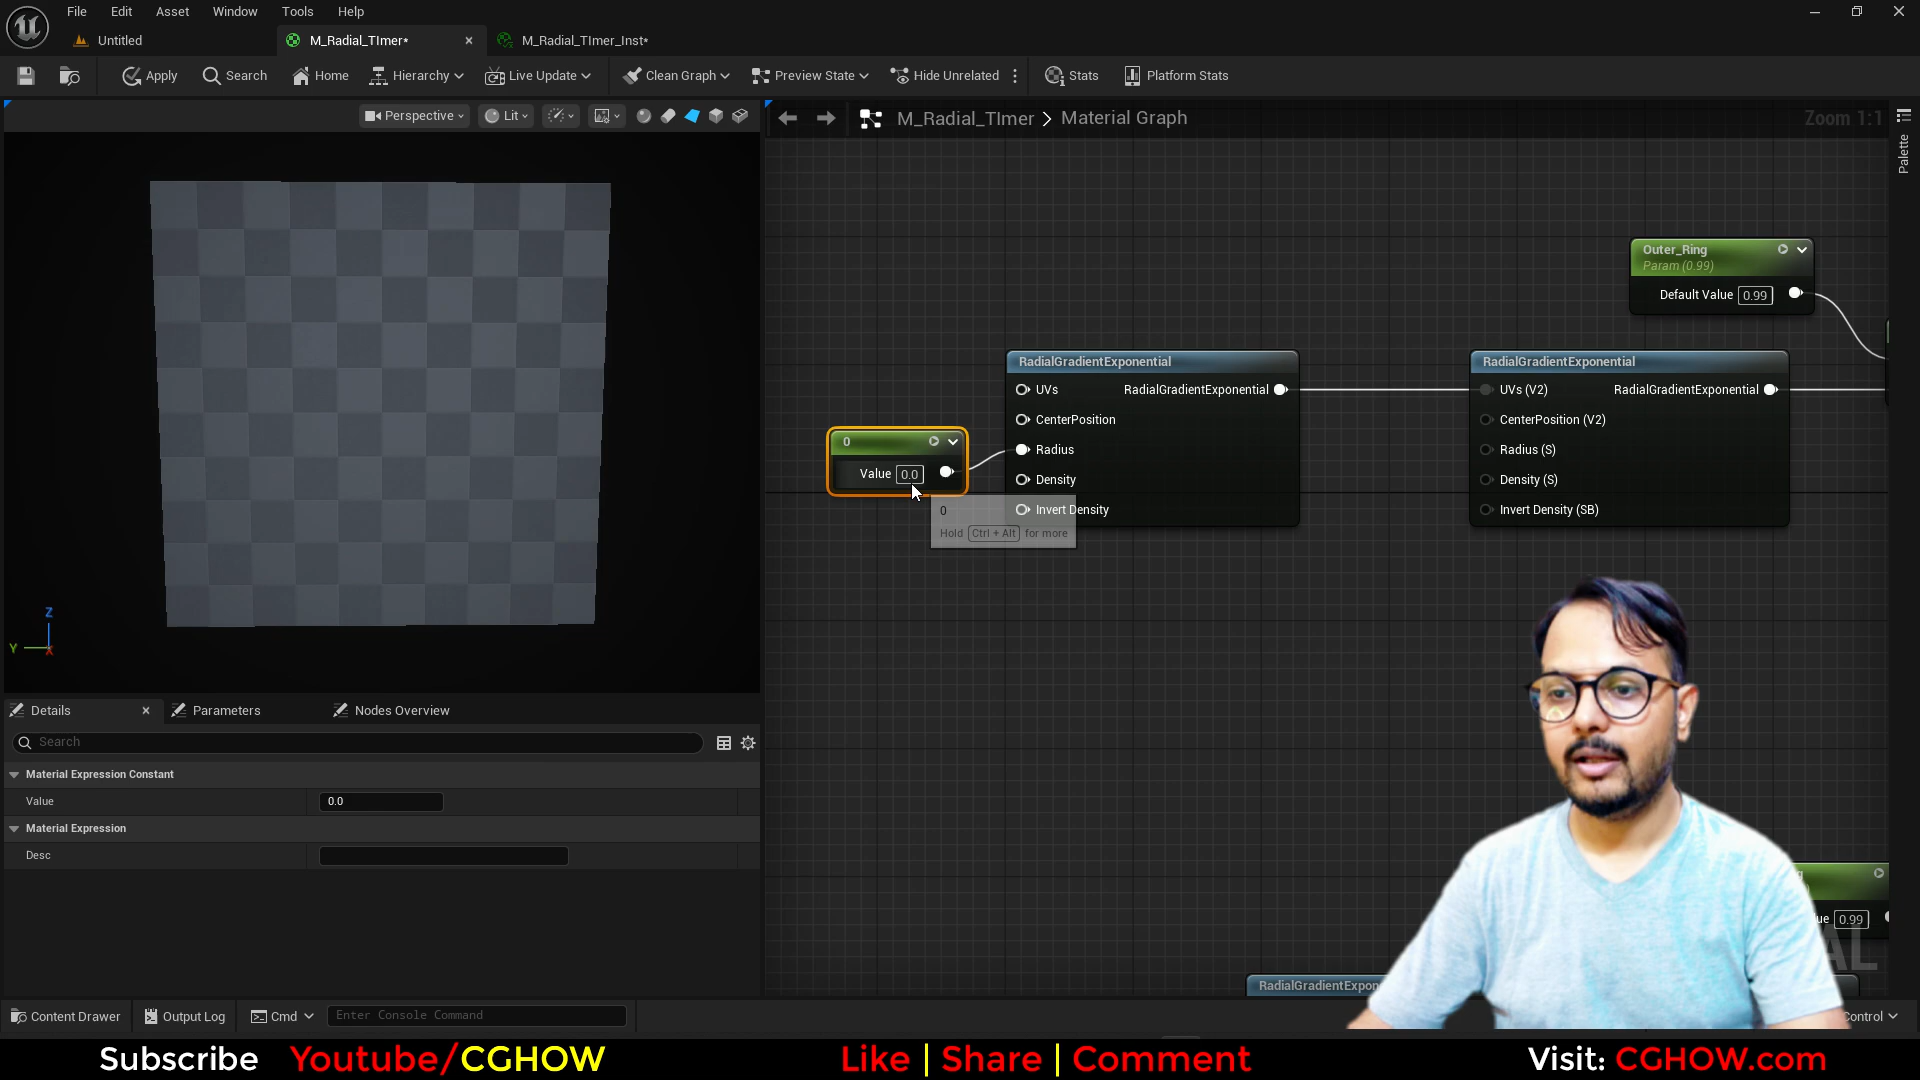 File Edit Asset Window Tools Help
Untitled
M_Radial_TImer*
M_Radial_TImer_Inst*
Apply Search Home Hierarchy Live Update Clean Graph Preview State Hide Unrelated Stats Platform Stats
Perspective Lit
M_Radial_TImer > Material Graph
Zoom 1:1
Palette
Outer_Ring
Param (0.99)
Default Value 0.99
RadialGradientExponential
UVs RadialGradientExponential
CenterPosition
Radius
Density
Invert Density
RadialGradientExponential
UVs (V2) RadialGradientExponential
CenterPosition (V2)
Radius (S)
Density (S)
Invert Density (SB)
0
Value 0.0
0
Hold Ctrl + Alt for more
Z
Y
X
Details Parameters Nodes Overview
Search
Material Expression Constant
Value 0.0
Material Expression
Desc
0.99
Content Drawer Output Log Cmd Enter Console Command
Subscribe Youtube/CGHOW Like | Share | Comment Visit: CGHOW.com